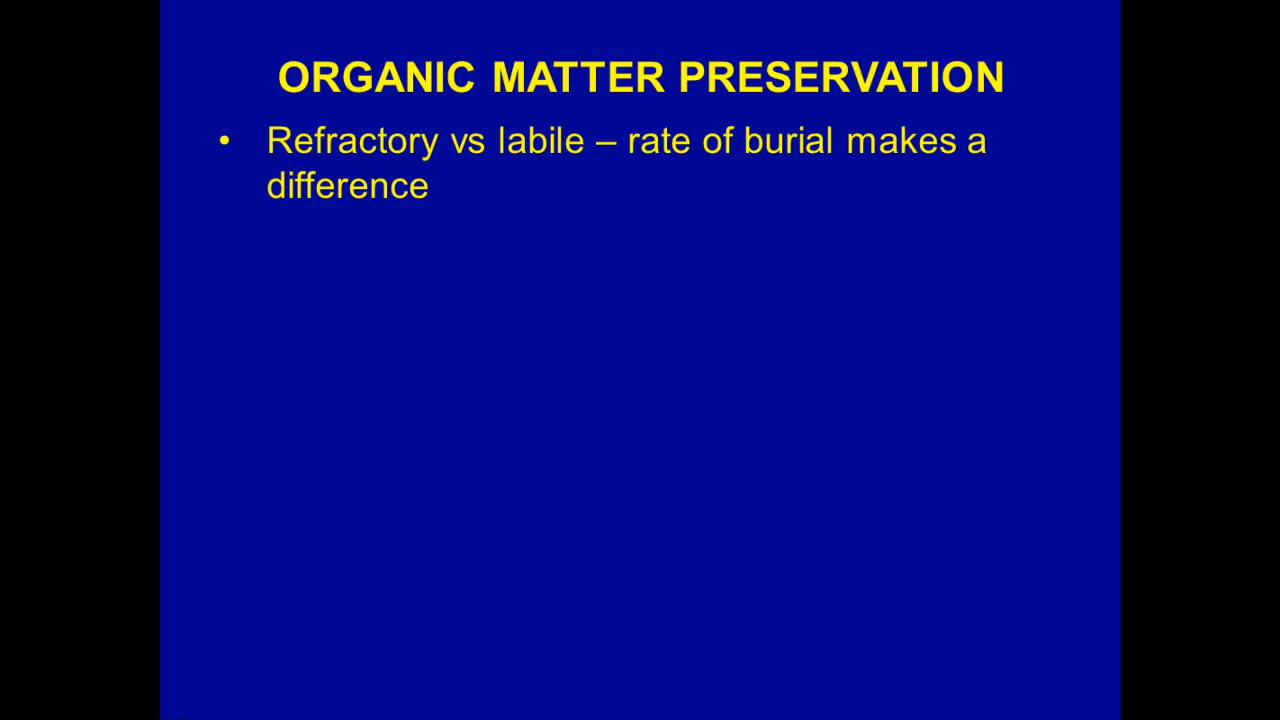 ORGANIC MATTER PRESERVATION
• Refractory vs labile – rate of burial makes a
difference